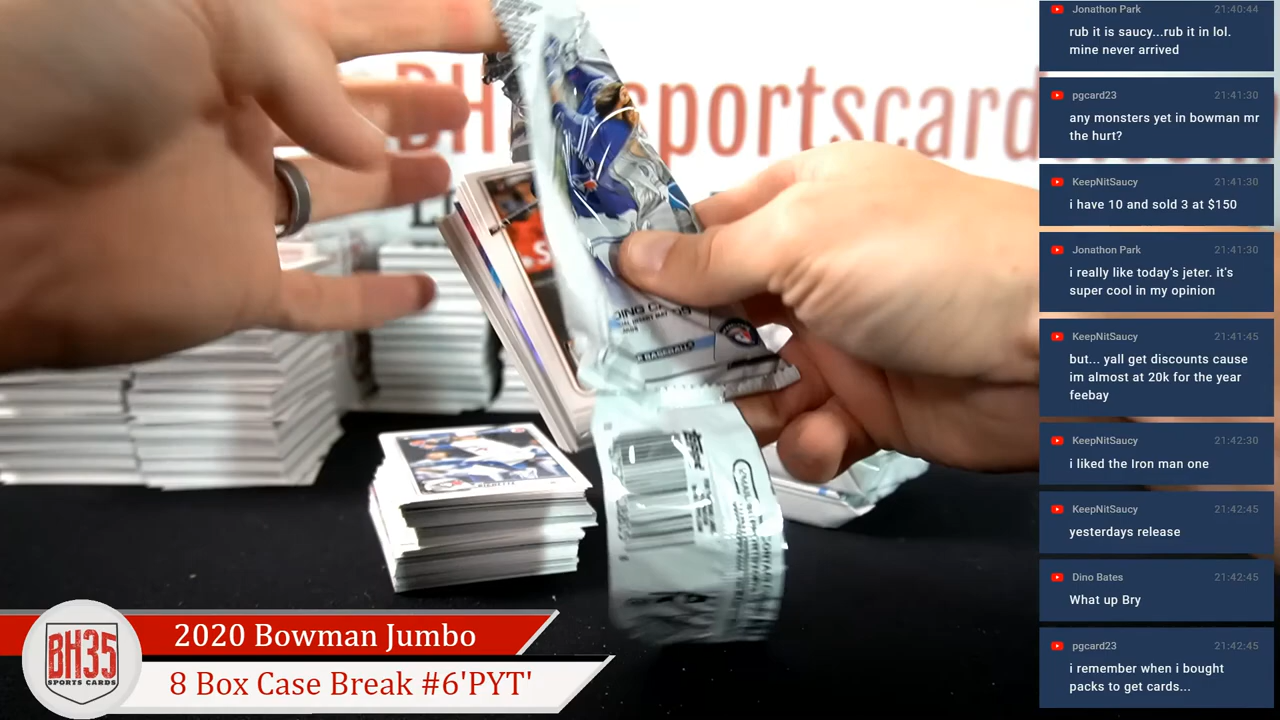 BH sportscard
BH35
SPORTS CARDS
2020 Bowman Jumbo
8 Box Case Break #6'PYT'
Jonathon Park 21:40:44
rub it is saucy...rub it in lol.
mine never arrived
pgcard23 21:41:30
any monsters yet in bowman mr
the hurt?
KeepNitSaucy 21:41:30
i have 10 and sold 3 at $150
Jonathon Park 21:41:30
i really like today's jeter. it's
super cool in my opinion
KeepNitSaucy 21:41:45
but... yall get discounts cause
im almost at 20k for the year
feebay
KeepNitSaucy 21:42:30
i liked the Iron man one
KeepNitSaucy 21:42:45
yesterdays release
Dino Bates 21:42:45
What up Bry
pgcard23 21:42:45
i remember when i bought
packs to get cards...